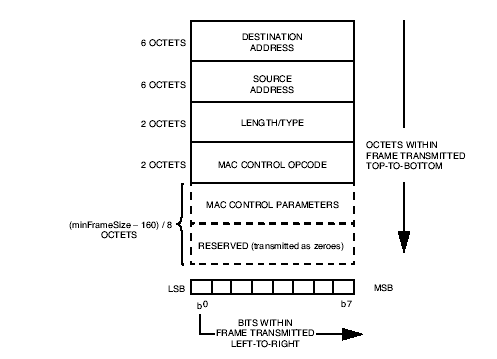 6 OCTETS
DESTINATION
ADDRESS
6 OCTETS
SOURCE
ADDRESS
2 OCTETS
LENGTH/TYPE
2 OCTETS
MAC CONTROL OPCODE
OCTETS WITHIN
FRAME TRANSMITTED
TOP-TO-BOTTOM
MAC CONTROL PARAMETERS
(minFrameSize – 160) / 8
OCTETS
RESERVED (transmitted as zeroes)
LSB
MSB
b0
b7
BITS WITHIN
FRAME TRANSMITTED
LEFT-TO-RIGHT